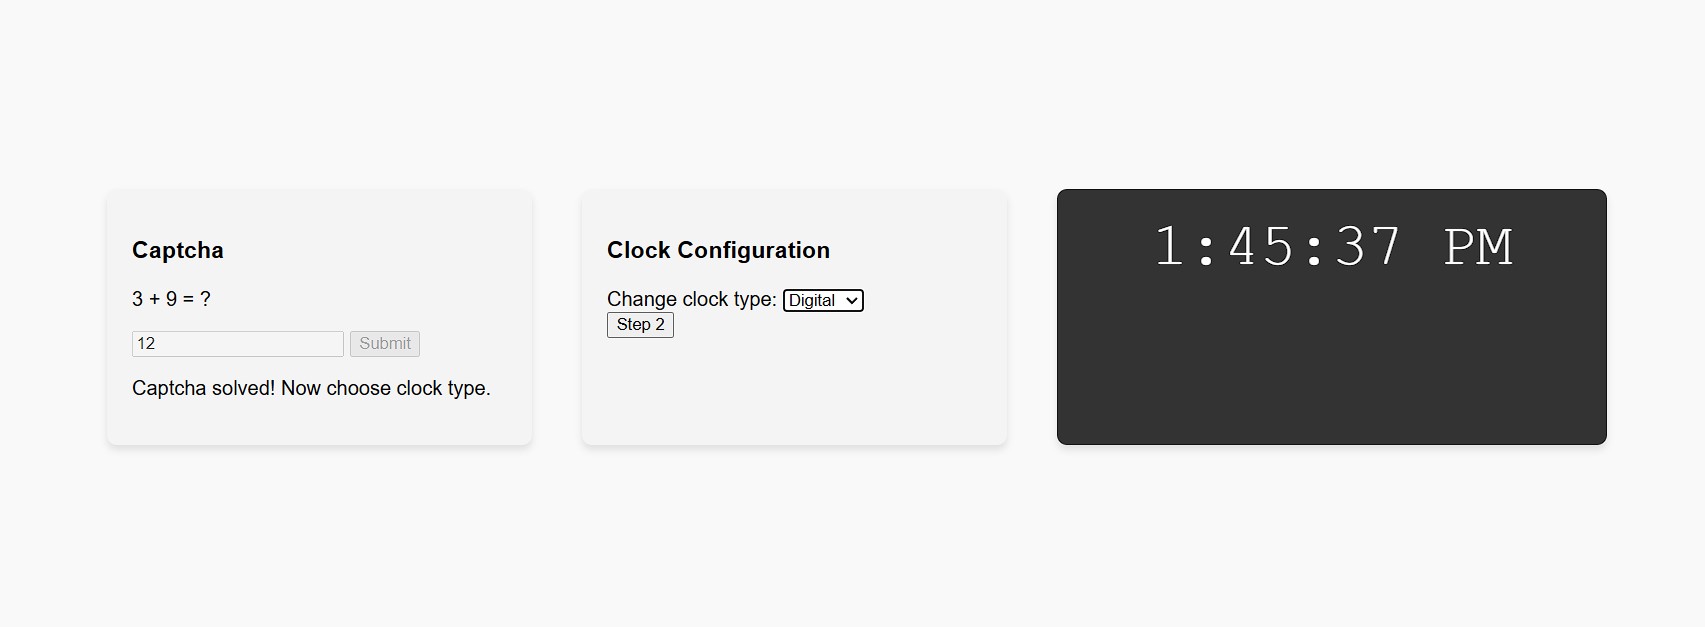 Captcha
3 + 9 = ?
12 Submit
Captcha solved! Now choose clock type.
Clock Configuration
Change clock type: Digital
Step 2
1:45:37 PM